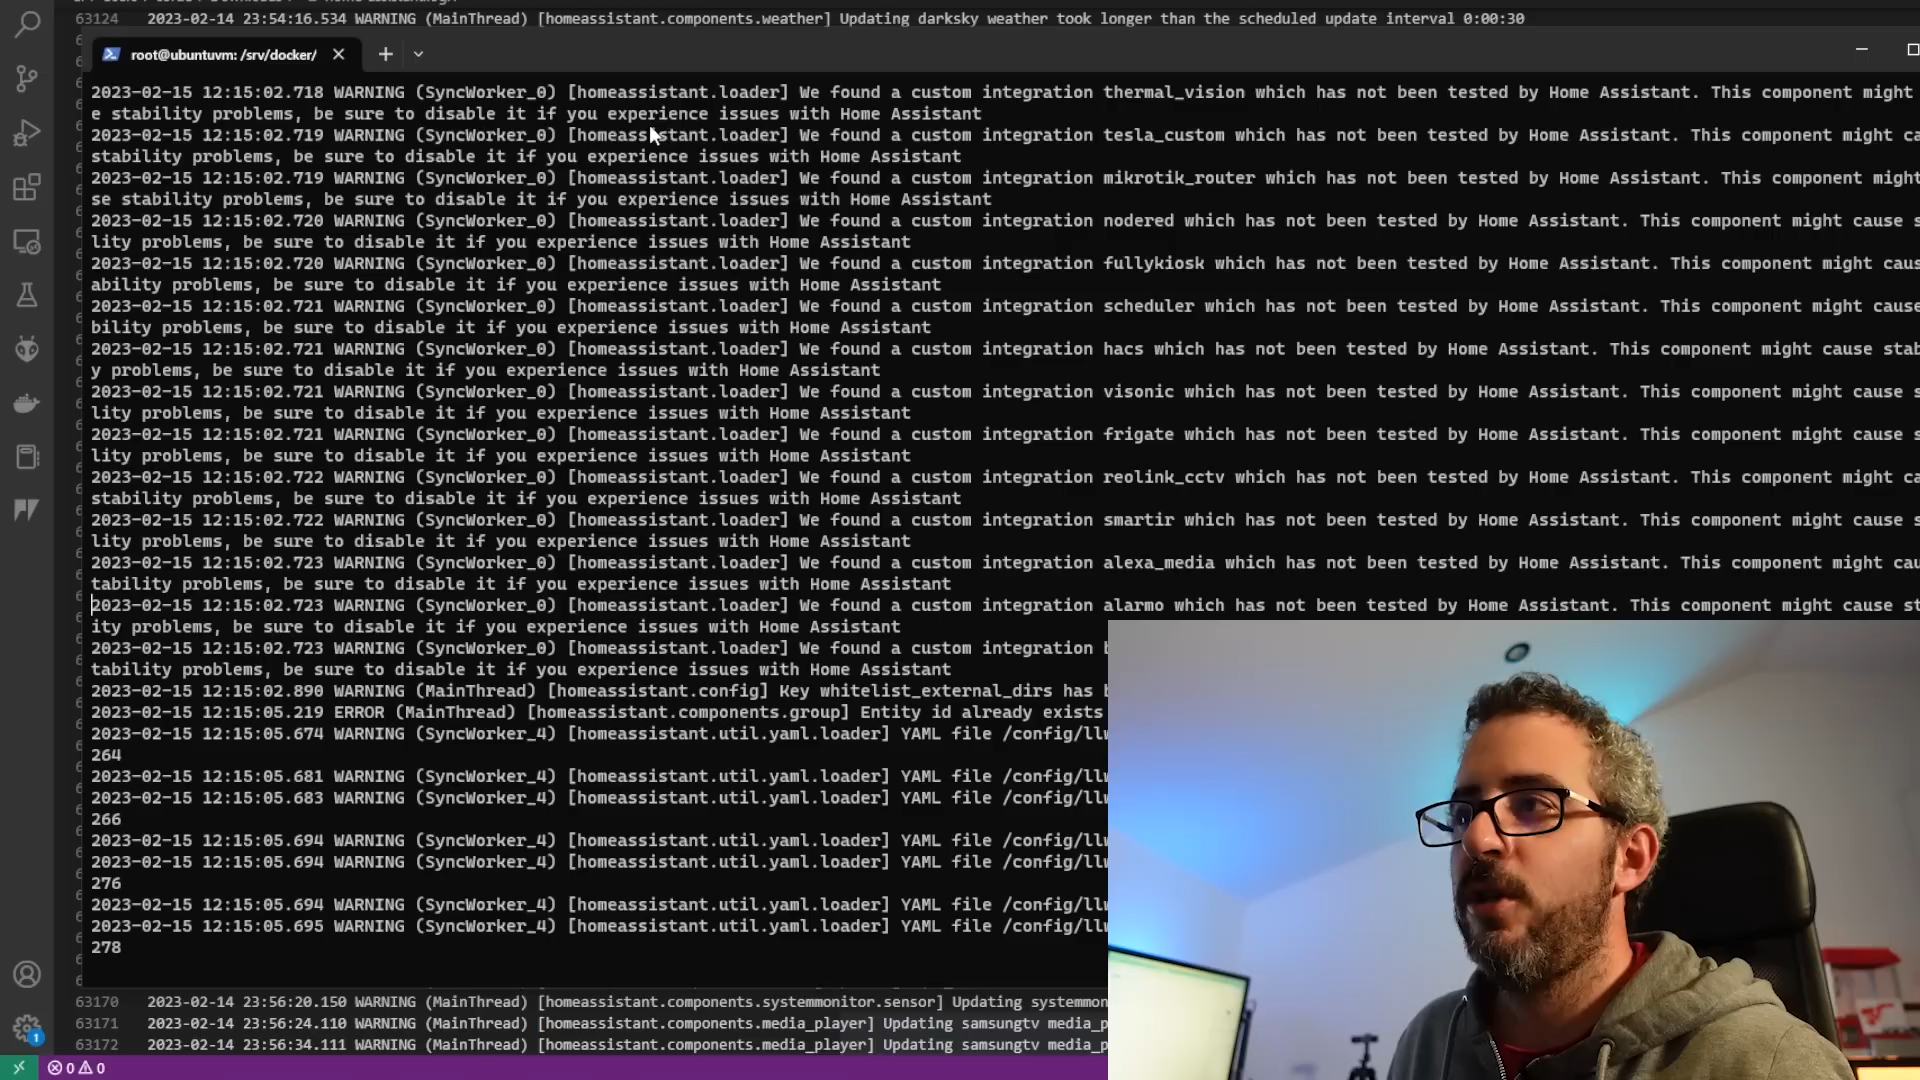 63124 2023-02-14 23:54:16.534 WARNING (MainThread) [homeassistant.components.weather] Updating darksky weather took longer than the scheduled update interval 0:00:30
root@ubuntuvm: /srv/docker/
2023-02-15 12:15:02.718 WARNING (SyncWorker_0) [homeassistant.loader] We found a custom integration thermal_vision which has not been tested by Home Assistant. This component might
e stability problems, be sure to disable it if you experience issues with Home Assistant
2023-02-15 12:15:02.719 WARNING (SyncWorker_0) [homeassistant.loader] We found a custom integration tesla_custom which has not been tested by Home Assistant. This component might ca
stability problems, be sure to disable it if you experience issues with Home Assistant
2023-02-15 12:15:02.719 WARNING (SyncWorker_0) [homeassistant.loader] We found a custom integration mikrotik_router which has not been tested by Home Assistant. This component might
se stability problems, be sure to disable it if you experience issues with Home Assistant
2023-02-15 12:15:02.720 WARNING (SyncWorker_0) [homeassistant.loader] We found a custom integration nodered which has not been tested by Home Assistant. This component might cause s
lity problems, be sure to disable it if you experience issues with Home Assistant
2023-02-15 12:15:02.720 WARNING (SyncWorker_0) [homeassistant.loader] We found a custom integration fullykiosk which has not been tested by Home Assistant. This component might caus
ability problems, be sure to disable it if you experience issues with Home Assistant
2023-02-15 12:15:02.721 WARNING (SyncWorker_0) [homeassistant.loader] We found a custom integration scheduler which has not been tested by Home Assistant. This component might cause
bility problems, be sure to disable it if you experience issues with Home Assistant
2023-02-15 12:15:02.721 WARNING (SyncWorker_0) [homeassistant.loader] We found a custom integration hacs which has not been tested by Home Assistant. This component might cause stab
y problems, be sure to disable it if you experience issues with Home Assistant
2023-02-15 12:15:02.721 WARNING (SyncWorker_0) [homeassistant.loader] We found a custom integration visonic which has not been tested by Home Assistant. This component might cause s
lity problems, be sure to disable it if you experience issues with Home Assistant
2023-02-15 12:15:02.721 WARNING (SyncWorker_0) [homeassistant.loader] We found a custom integration frigate which has not been tested by Home Assistant. This component might cause s
lity problems, be sure to disable it if you experience issues with Home Assistant
2023-02-15 12:15:02.722 WARNING (SyncWorker_0) [homeassistant.loader] We found a custom integration reolink_cctv which has not been tested by Home Assistant. This component might ca
stability problems, be sure to disable it if you experience issues with Home Assistant
2023-02-15 12:15:02.722 WARNING (SyncWorker_0) [homeassistant.loader] We found a custom integration smartir which has not been tested by Home Assistant. This component might cause s
lity problems, be sure to disable it if you experience issues with Home Assistant
2023-02-15 12:15:02.723 WARNING (SyncWorker_0) [homeassistant.loader] We found a custom integration alexa_media which has not been tested by Home Assistant. This component might cau
tability problems, be sure to disable it if you experience issues with Home Assistant
2023-02-15 12:15:02.723 WARNING (SyncWorker_0) [homeassistant.loader] We found a custom integration alarmo which has not been tested by Home Assistant. This component might cause st
ity problems, be sure to disable it if you experience issues with Home Assistant
2023-02-15 12:15:02.723 WARNING (SyncWorker_0) [homeassistant.loader] We found a custom integration
tability problems, be sure to disable it if you experience issues with Home Assistant
2023-02-15 12:15:02.890 WARNING (MainThread) [homeassistant.config] Key whitelist_external_dirs has
2023-02-15 12:15:05.219 ERROR (MainThread) [homeassistant.components.group] Entity id already exists
2023-02-15 12:15:05.674 WARNING (SyncWorker_4) [homeassistant.util.yaml.loader] YAML file /config/
264
2023-02-15 12:15:05.681 WARNING (SyncWorker_4) [homeassistant.util.yaml.loader] YAML file /config/
2023-02-15 12:15:05.683 WARNING (SyncWorker_4) [homeassistant.util.yaml.loader] YAML file /config/
266
2023-02-15 12:15:05.694 WARNING (SyncWorker_4) [homeassistant.util.yaml.loader] YAML file /config/
2023-02-15 12:15:05.694 WARNING (SyncWorker_4) [homeassistant.util.yaml.loader] YAML file /config/
276
2023-02-15 12:15:05.694 WARNING (SyncWorker_4) [homeassistant.util.yaml.loader] YAML file /config/
2023-02-15 12:15:05.695 WARNING (SyncWorker_4) [homeassistant.util.yaml.loader] YAML file /config/
278
63170 2023-02-14 23:56:20.150 WARNING (MainThread) [homeassistant.components.systemmonitor.sensor] Updating systemmon
63171 2023-02-14 23:56:24.110 WARNING (MainThread) [homeassistant.components.media_player] Updating samsungtv media_p
63172 2023-02-14 23:56:34.111 WARNING (MainThread) [homeassistant.components.media_player] Updating samsungtv media_p
1
0 0